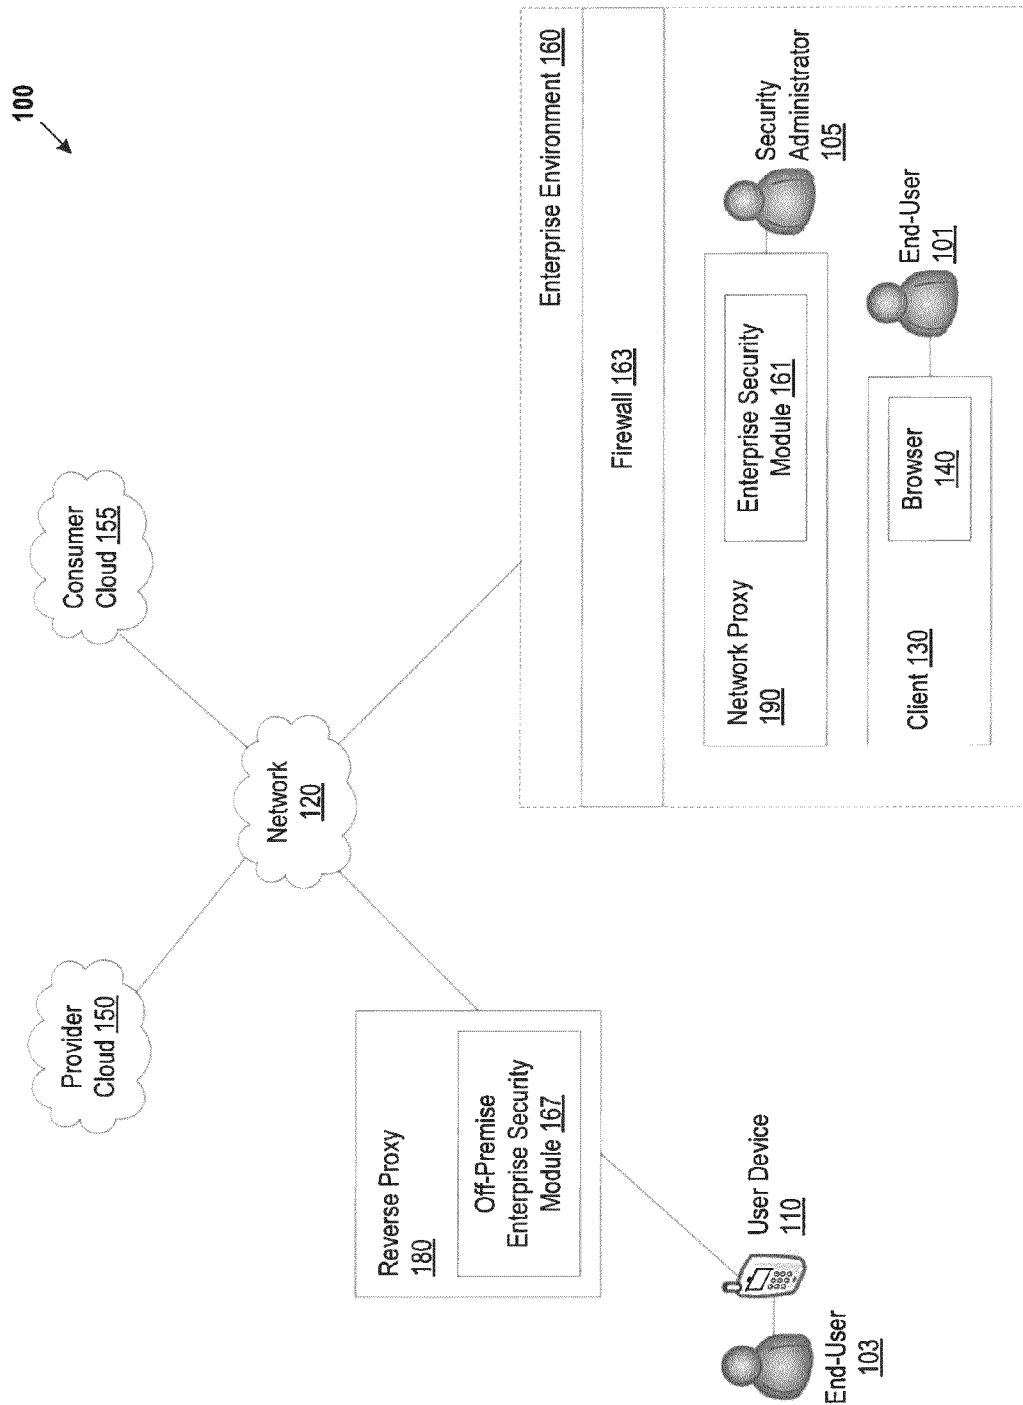 100
Provider
Cloud 150
Consumer
Cloud 155
Network
120
Reverse Proxy
180
Off-Premise
Enterprise Security
Module 167
User Device
110
End-User
103
Enterprise Environment 160
Firewall 163
Network Proxy
190
Enterprise Security
Module 161
Security
Administrator
105
Client 130
Browser
140
End-User
101